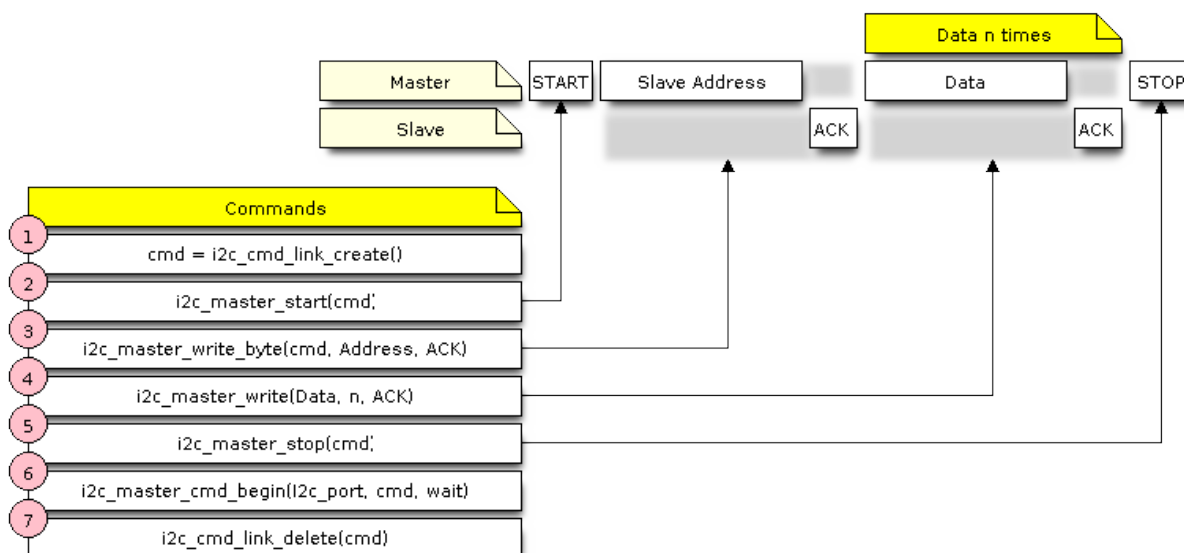 Data n times
Master START Slave Address Data STOP
Slave ACK ACK
Commands
1
cmd = i2c_cmd_link_create()
2
i2c_master_start(cmd;
3
i2c_master_write_byte(cmd, Address, ACK)
4
i2c_master_write(Data, n, ACK)
5
i2c_master_stop(cmd;
6
i2c_master_cmd_begin(I2c_port, cmd, wait)
7
i2c_cmd_link_delete(cmd)